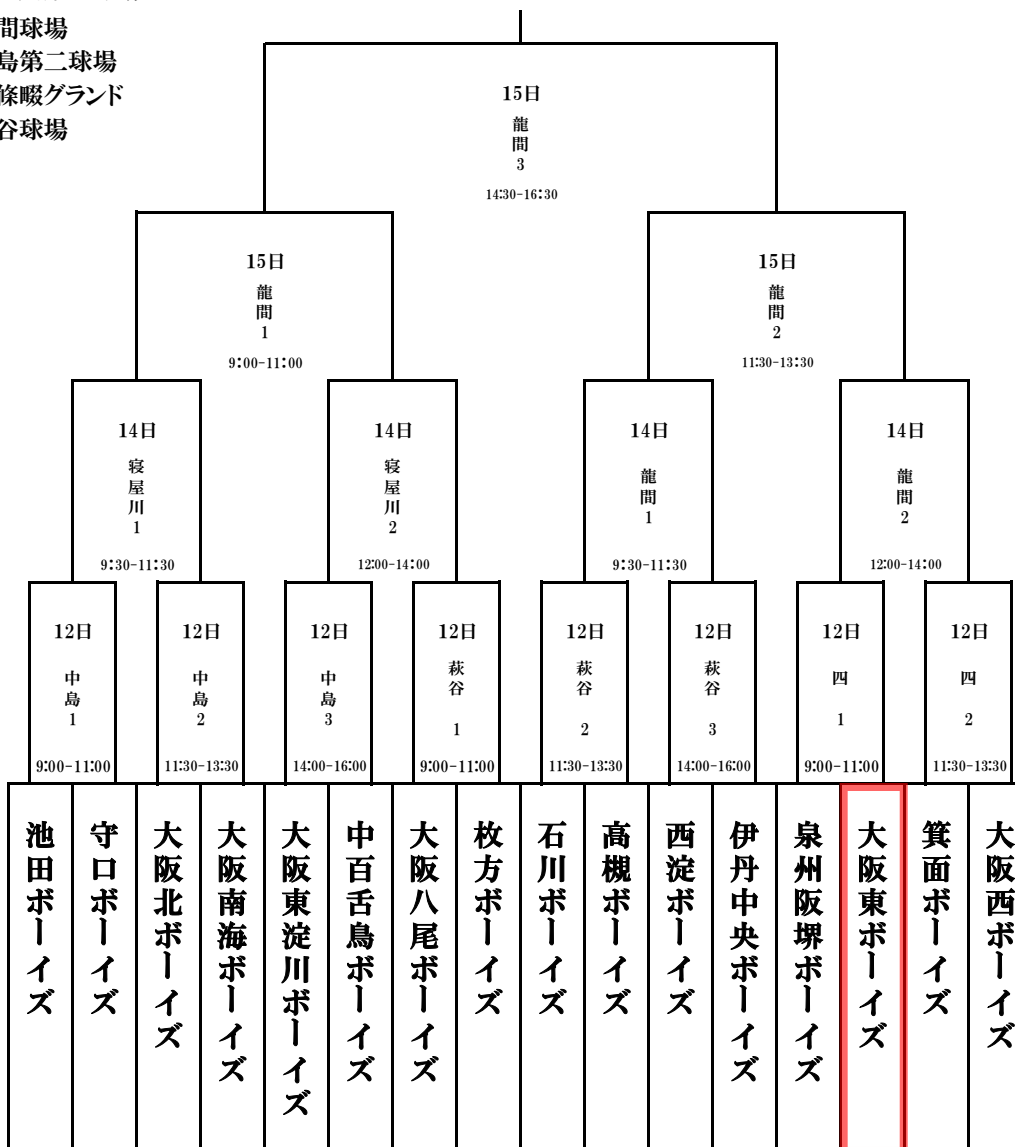 間球場
島第二球場
條畷グランド
谷球場
15日
龍間3
14:30-16:30
15日
龍間1
9:00-11:00
15日
龍間2
11:30-13:30
14日
寝屋川1
9:30-11:30
14日
寝屋川2
12:00-14:00
14日
龍間1
9:30-11:30
14日
龍間2
12:00-14:00
12日
中島1
9:00-11:00
12日
中島2
11:30-13:30
12日
中島3
14:00-16:00
12日
萩谷 1
9:00-11:00
12日
萩谷 2
11:30-13:30
12日
萩谷 3
14:00-16:00
12日
四 1
9:00-11:00
12日
四 2
11:30-13:30
池田ボーイズ
守口ボーイズ
大阪北ボーイズ
大阪南海ボーイズ
大阪東淀川ボーイズ
中百舌鳥ボーイズ
大阪八尾ボーイズ
枚方ボーイズ
石川ボーイズ
高槻ボーイズ
西淀ボーイズ
伊丹中央ボーイズ
泉州阪堺ボーイズ
大阪東ボーイズ
箕面ボーイズ
大阪西ボーイズ